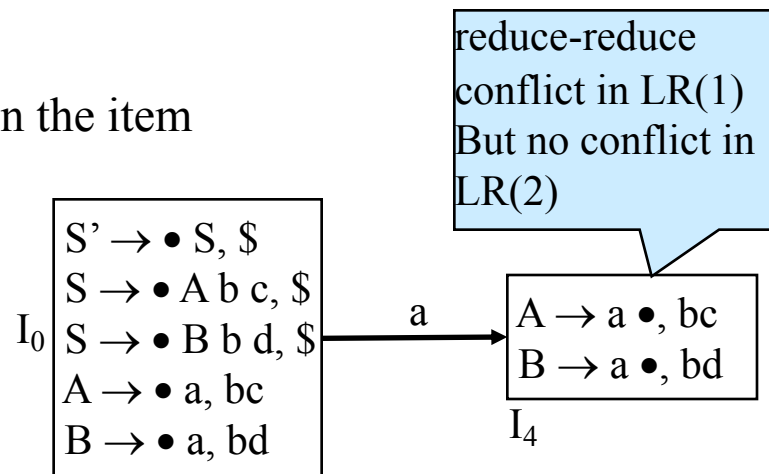 reduce-reduce
conflict in LR(1)
But no conflict in
LR(2)
n the item
S’ → • S, $
S → • A b c, $
S → • B b d, $
A → • a, bc
B → • a, bd
I₀
a
A → a •, bc
B → a •, bd
I₄